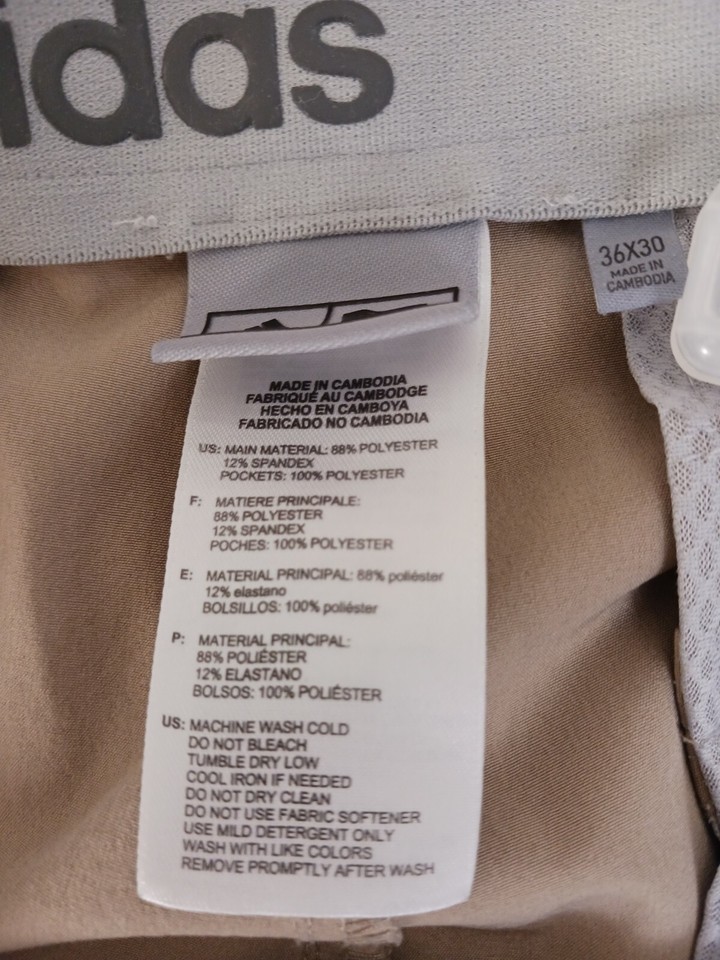 idas
36X30
MADE IN
CAMBODIA
MADE IN CAMBODIA
FABRIQUÉ AU CAMBODGE
HECHO EN CAMBOYA
FABRICADO NO CAMBODIA
US: MAIN MATERIAL: 88% POLYESTER
12% SPANDEX
POCKETS: 100% POLYESTER
F: MATIERE PRINCIPALE:
88% POLYESTER
12% SPANDEX
POCHES: 100% POLYESTER
E: MATERIAL PRINCIPAL: 88% poliéster
12% elastano
BOLSILLOS: 100% poliéster
P: MATERIAL PRINCIPAL:
88% POLIÉSTER
12% ELASTANO
BOLSOS: 100% POLIÉSTER
US: MACHINE WASH COLD
DO NOT BLEACH
TUMBLE DRY LOW
COOL IRON IF NEEDED
DO NOT DRY CLEAN
DO NOT USE FABRIC SOFTENER
USE MILD DETERGENT ONLY
WASH WITH LIKE COLORS
REMOVE PROMPTLY AFTER WASH